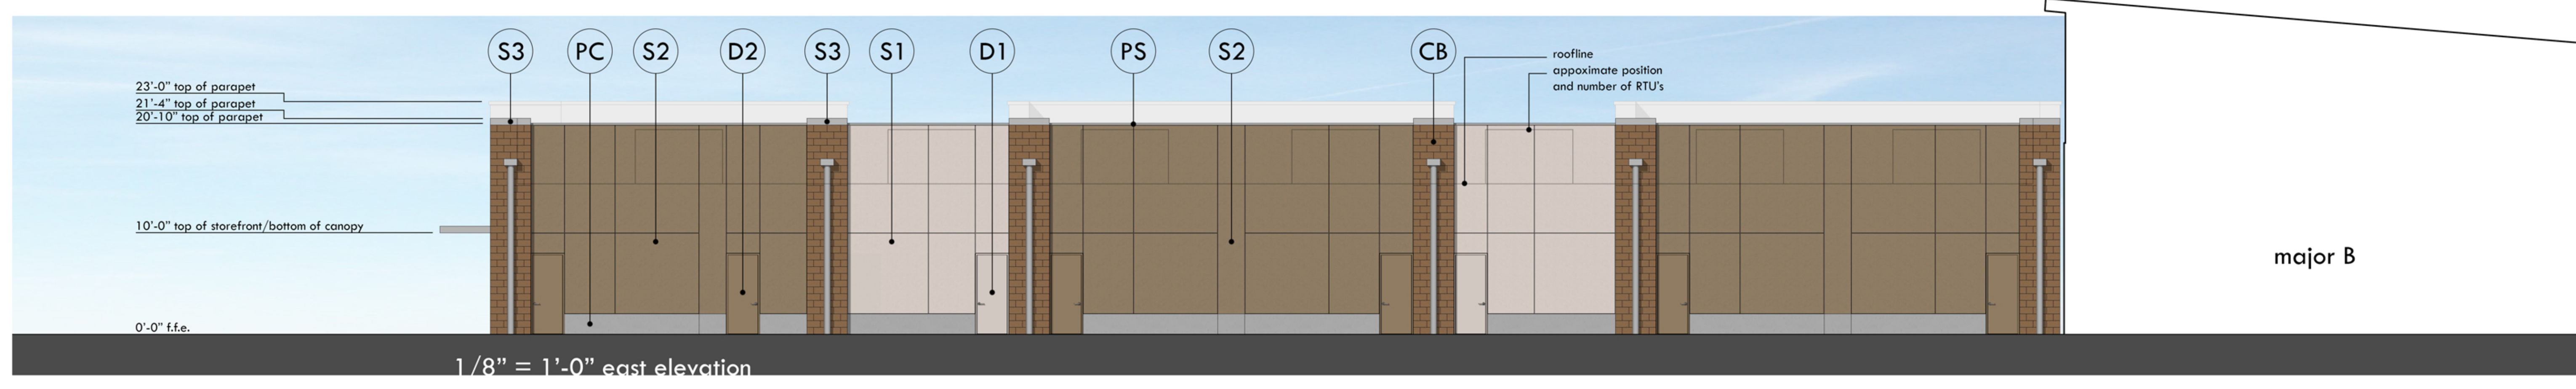 S3 PC S2 D2 S3 S1 D1 PS S2 CB
roofline
appoximate position
and number of RTU's
23'-0" top of parapet
21'-4" top of parapet
20'-10" top of parapet
10'-0" top of storefront/bottom of canopy
major B
0'-0" f.f.e.
1/8" = 1'-0" east elevation